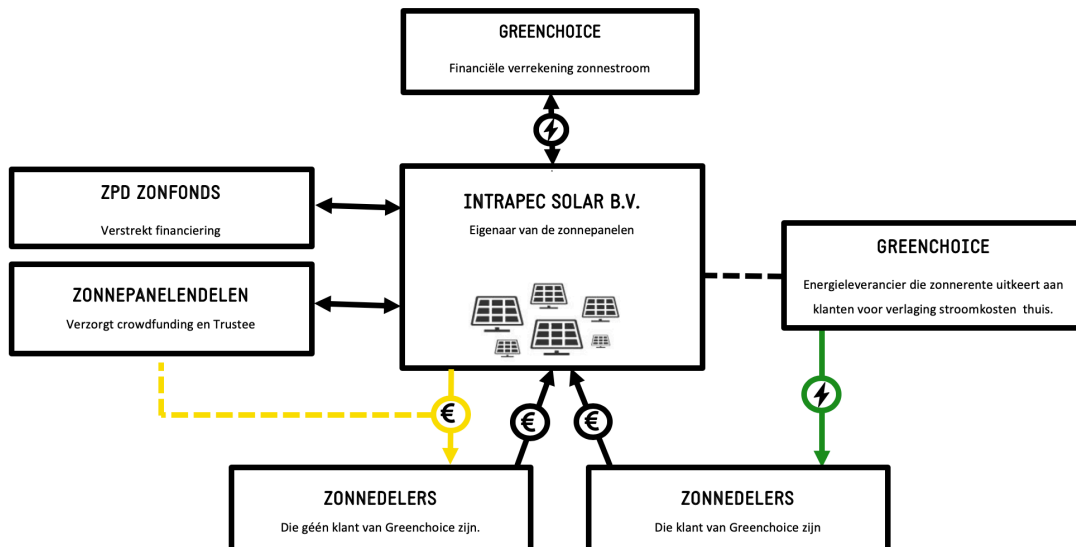 GREENCHOICE
Financiële verrekening zonnestroom
ZPD ZONFONDS
Verstrekt financiering
INTRAPEC SOLAR B.V.
Eigenaar van de zonnepanelen
GREENCHOICE
Energieleverancier die zonnerente uitkeert aan
klanten voor verlaging stroomkosten thuis.
ZONNEPANELENDELEN
Verzorgt crowdfunding en Trustee
€
€
€
ZONNEDELERS
Die géén klant van Greenchoice zijn.
ZONNEDELERS
Die klant van Greenchoice zijn